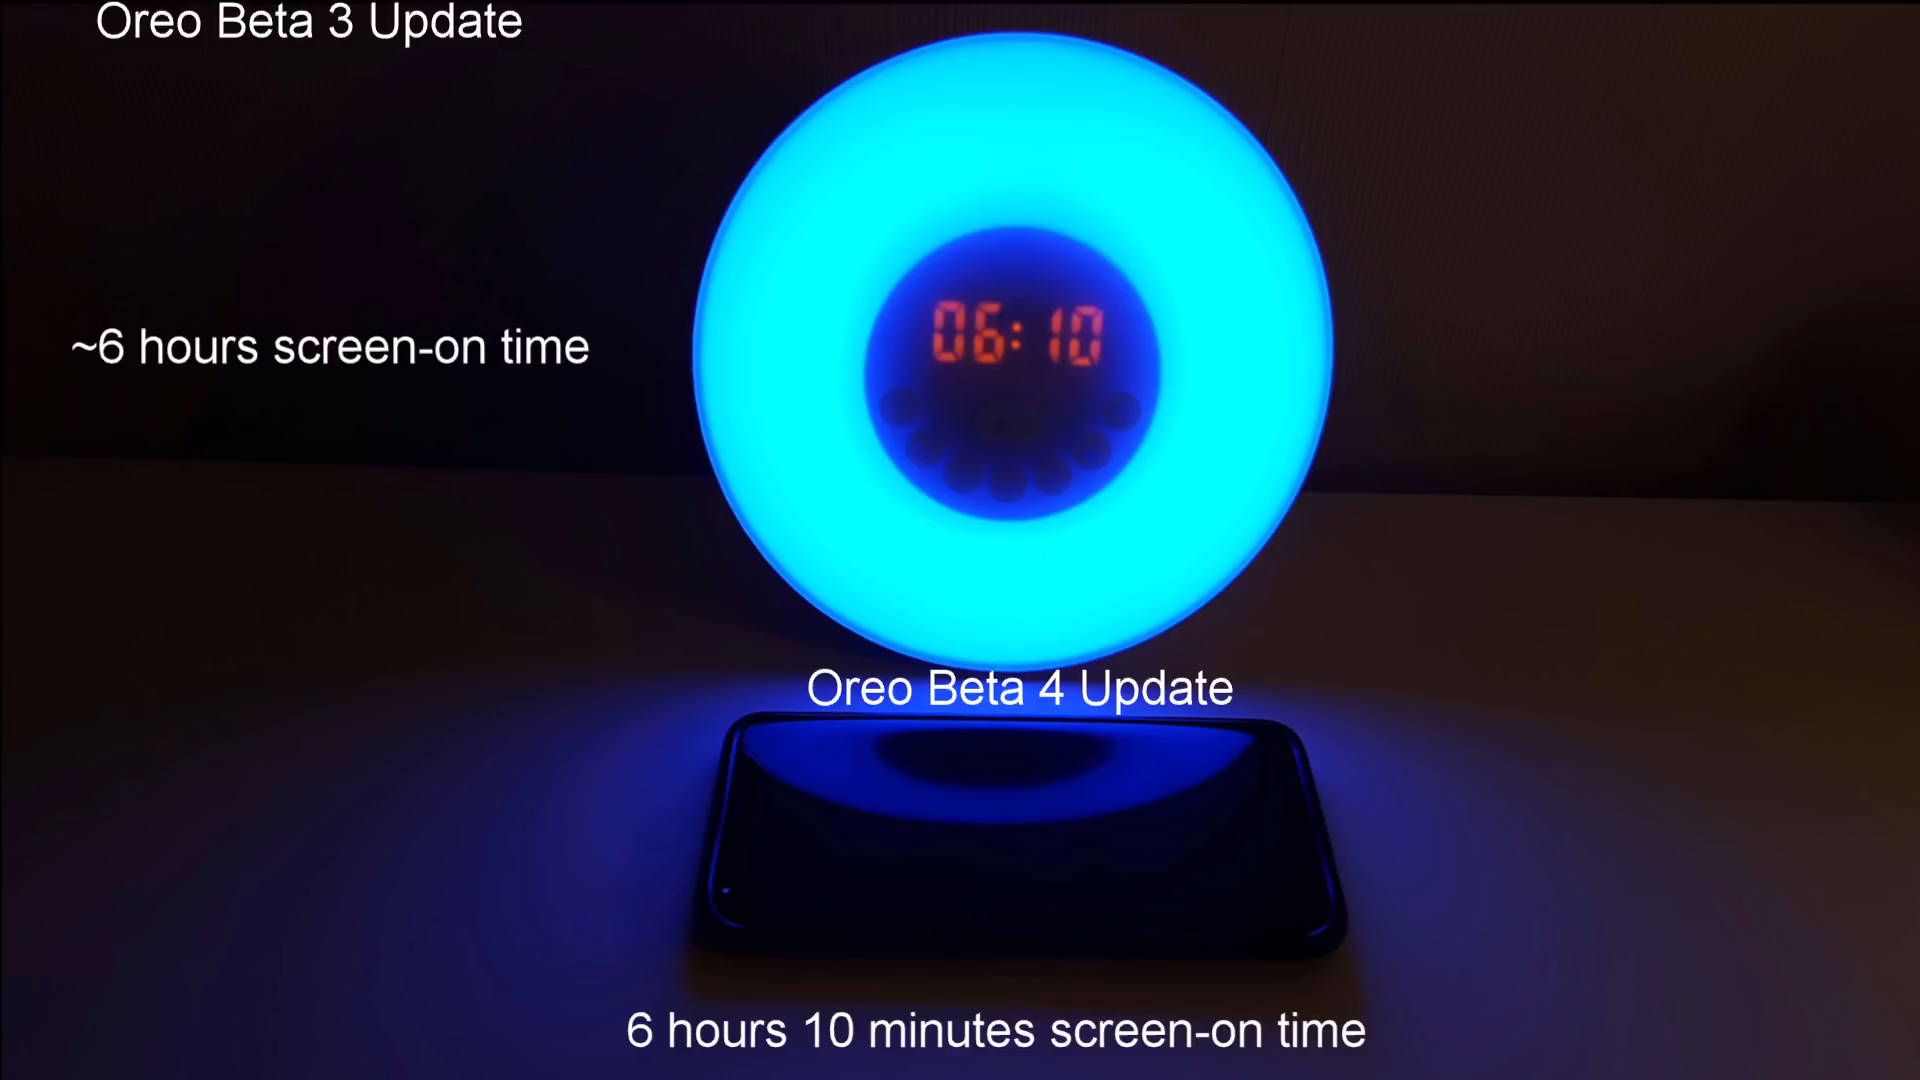 Oreo Beta 3 Update
~6 hours screen-on time
06:10
Oreo Beta 4 Update
6 hours 10 minutes screen-on time